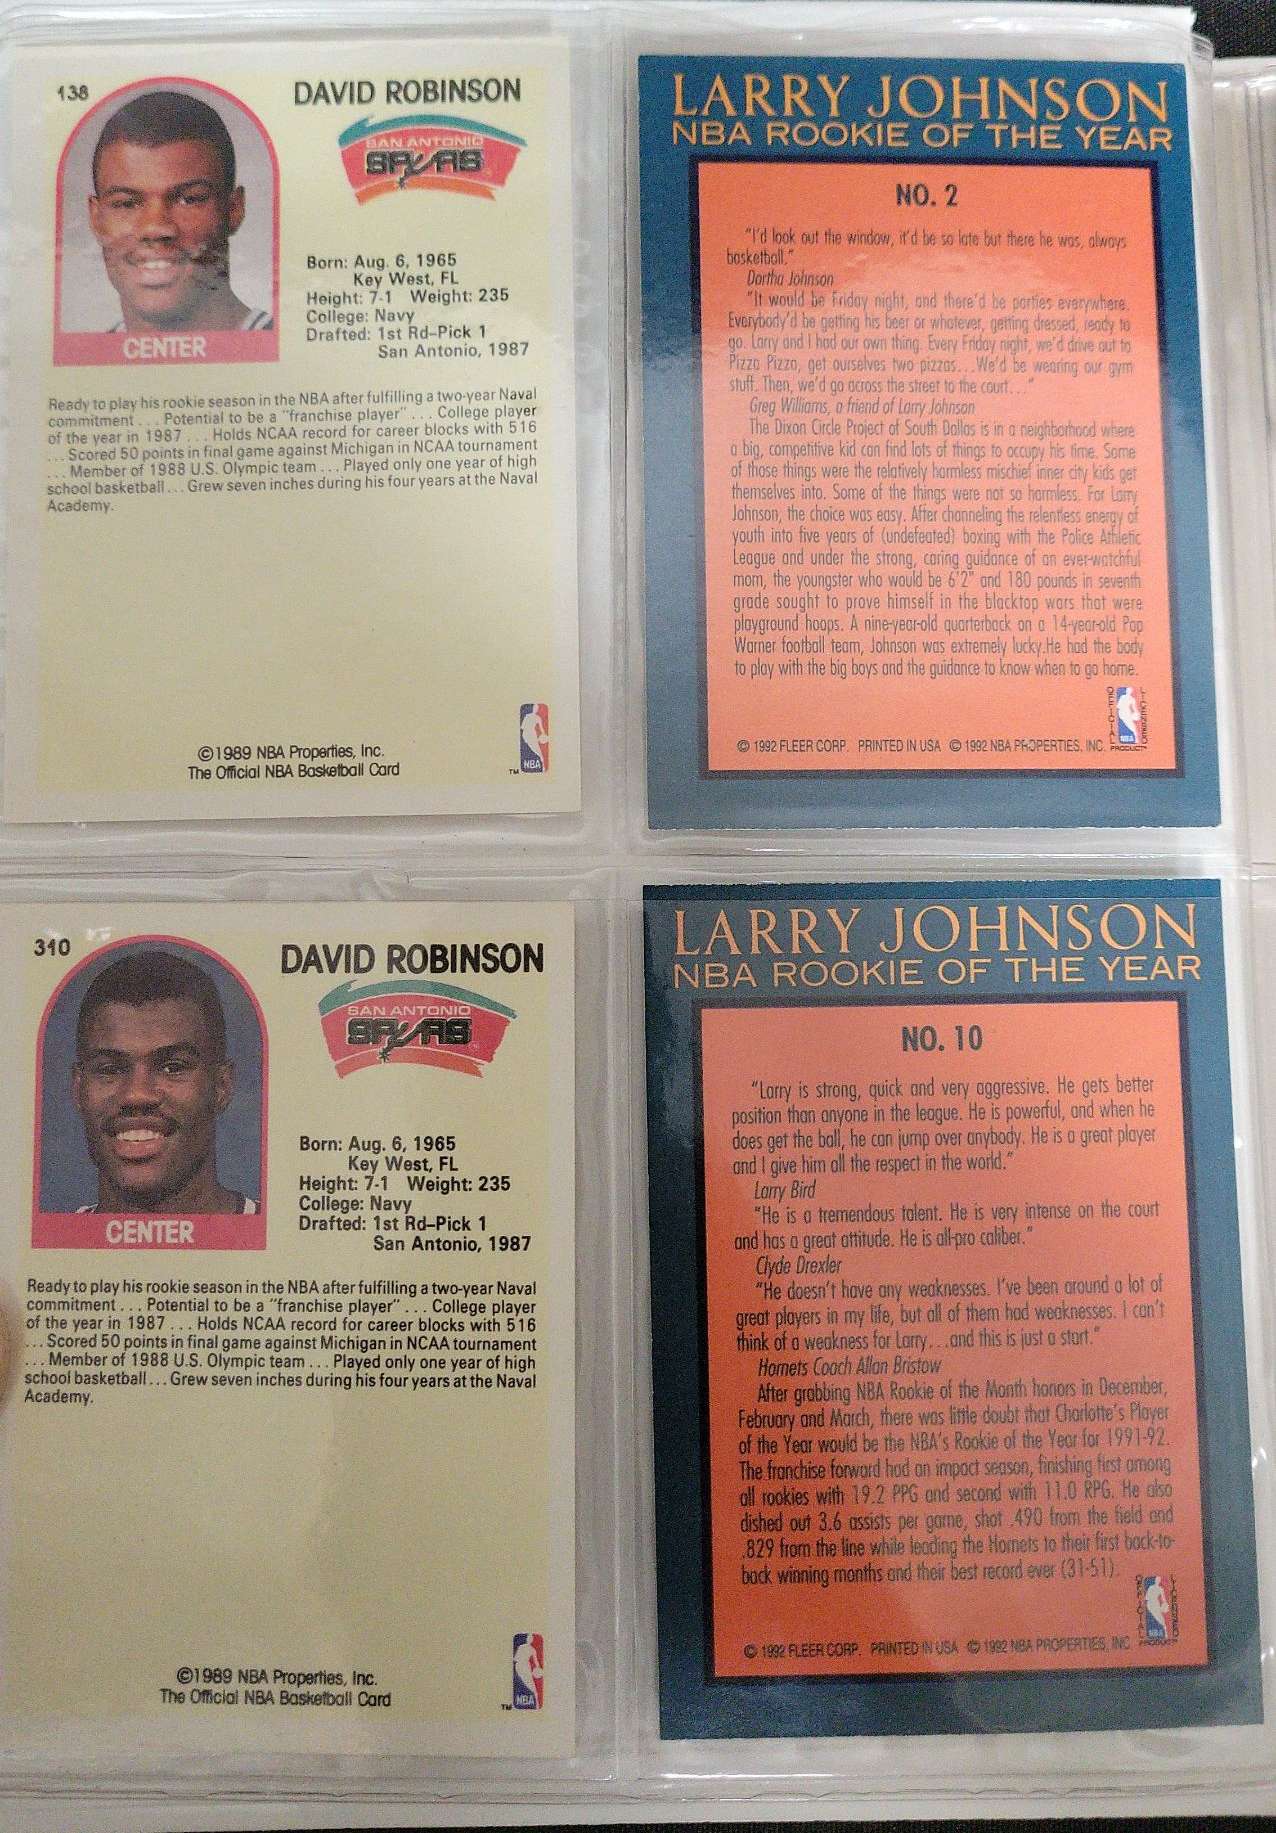 138
DAVID ROBINSON
SAN ANTONIO
SPURS
Born: Aug. 6, 1965
Key West, FL
Height: 7-1 Weight: 235
College: Navy
Drafted: 1st Rd–Pick 1
San Antonio, 1987
CENTER
Ready to play his rookie season in the NBA after fulfilling a two-year Naval
commitment . . . Potential to be a "franchise player" . . . College player
of the year in 1987 . . . Holds NCAA record for career blocks with 516
. . . Scored 50 points in final game against Michigan in NCAA tournament
. . . Member of 1988 U.S. Olympic team . . . Played only one year of high
school basketball . . . Grew seven inches during his four years at the Naval
Academy.
©1989 NBA Properties, Inc.
The Official NBA Basketball Card
TM
NBA
LARRY JOHNSON
NBA ROOKIE OF THE YEAR
NO. 2
"I'd look out the window, it'd be so late but there he was, always
basketball."
Dortha Johnson
"It would be Friday night, and there'd be parties everywhere.
Everybody'd be getting his beer or whatever, getting dressed, ready to
go. Larry and I had our own thing. Every Friday night, we'd drive out to
Pizza Pizza, get ourselves two pizzas...We'd be wearing our gym
stuff. Then, we'd go across the street to the court..."
Greg Williams, a friend of Larry Johnson
The Dixon Circle Project of South Dallas is in a neighborhood where
a big, competitive kid can find lots of things to occupy his time. Some
of those things were the relatively harmless mischief inner city kids get
themselves into. Some of the things were not so harmless. For Larry
Johnson, the choice was easy. After channeling the relentless energy of
youth into five years of (undefeated) boxing with the Police Athletic
League and under the strong, caring guidance of an ever-watchful
mom, the youngster who would be 6'2" and 180 pounds in seventh
grade sought to prove himself in the blacktop wars that were
playground hoops. A nine-year-old quarterback on a 14-year-old Pop
Warner football team, Johnson was extremely lucky.He had the body
to play with the big boys and the guidance to know when to go home.
© 1992 FLEER CORP. PRINTED IN USA © 1992 NBA PROPERTIES, INC.
OFFICIAL
NBA
LICENSED
PRODUCT
310
DAVID ROBINSON
SAN ANTONIO
SPURS
Born: Aug. 6, 1965
Key West, FL
Height: 7-1 Weight: 235
College: Navy
Drafted: 1st Rd–Pick 1
San Antonio, 1987
CENTER
Ready to play his rookie season in the NBA after fulfilling a two-year Naval
commitment . . . Potential to be a "franchise player" . . . College player
of the year in 1987 . . . Holds NCAA record for career blocks with 516
. . . Scored 50 points in final game against Michigan in NCAA tournament
. . . Member of 1988 U.S. Olympic team . . . Played only one year of high
school basketball . . . Grew seven inches during his four years at the Naval
Academy.
©1989 NBA Properties, Inc.
The Official NBA Basketball Card
TM
NBA
LARRY JOHNSON
NBA ROOKIE OF THE YEAR
NO. 10
"Larry is strong, quick and very aggressive. He gets better
position than anyone in the league. He is powerful, and when he
does get the ball, he can jump over anybody. He is a great player
and I give him all the respect in the world."
Larry Bird
"He is a tremendous talent. He is very intense on the court
and has a great attitude. He is all-pro caliber."
Clyde Drexler
"He doesn't have any weaknesses. I've been around a lot of
great players in my life, but all of them had weaknesses. I can't
think of a weakness for Larry...and this is just a start."
Hornets Coach Allan Bristow
After grabbing NBA Rookie of the Month honors in December,
February and March, there was little doubt that Charlotte's Player
of the Year would be the NBA's Rookie of the Year for 1991-92.
The franchise forward had an impact season, finishing first among
all rookies with 19.2 PPG and second with 11.0 RPG. He also
dished out 3.6 assists per game, shot .490 from the field and
.829 from the line while leading the Hornets to their first back-to-
back winning months and their best record ever (31-51).
© 1992 FLEER CORP. PRINTED IN USA © 1992 NBA PROPERTIES, INC.
OFFICIAL
NBA
LICENSED
PRODUCT